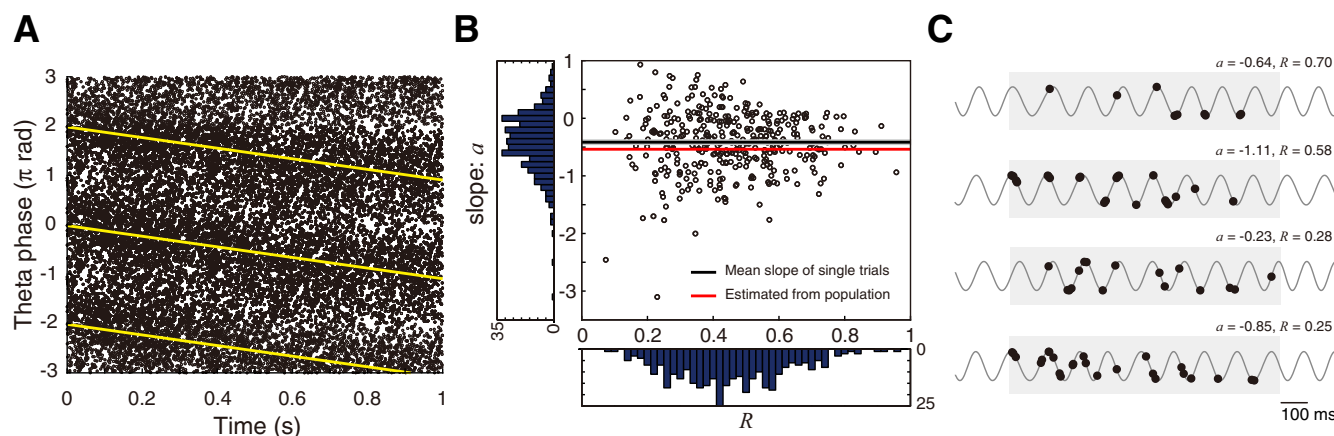 A
B
C
3
2
1
0
-1
-2
-3
Theta phase (π rad)
0
0.2
0.4
0.6
0.8
1
Time (s)
slope: a
35
0
1
0
-1
-2
-3
Mean slope of single trials
Estimated from population
0
0.2
0.4
0.6
0.8
1
0
25
R
a = -0.64, R = 0.70
a = -1.11, R = 0.58
a = -0.23, R = 0.28
a = -0.85, R = 0.25
100 ms